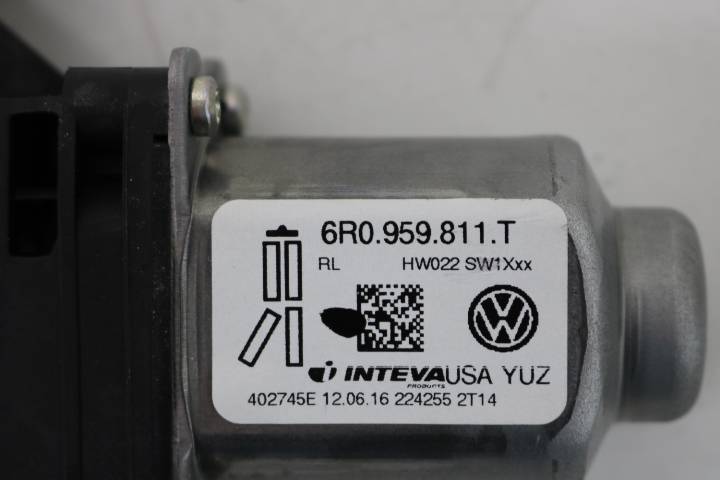 6R0.959.811.T
RL HW022 SW1Xxx
INTEVA USA YUZ
PRODUCTS
402745E 12.06.16 224255 2T14